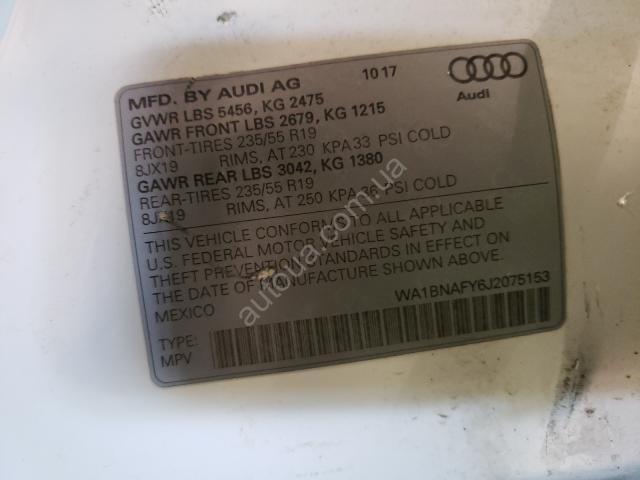 MFD. BY AUDI AG 10 17
Audi
GVWR LBS 5456, KG 2475
GAWR FRONT LBS 2679, KG 1215
FRONT-TIRES 235/55 R19
8JX19 RIMS, AT 230 KPA 33 PSI COLD
GAWR REAR LBS 3042, KG 1380
REAR-TIRES 235/55 R19
8JX19 RIMS, AT 250 KPA 36 PSI COLD
THIS VEHICLE CONFORMS TO ALL APPLICABLE
U.S. FEDERAL MOTOR VEHICLE SAFETY AND
THEFT PREVENTION STANDARDS IN EFFECT ON
THE DATE OF MANUFACTURE SHOWN ABOVE.
MEXICO WA1BNAFY6J2075153
TYPE:
MPV
autoua.com.ua